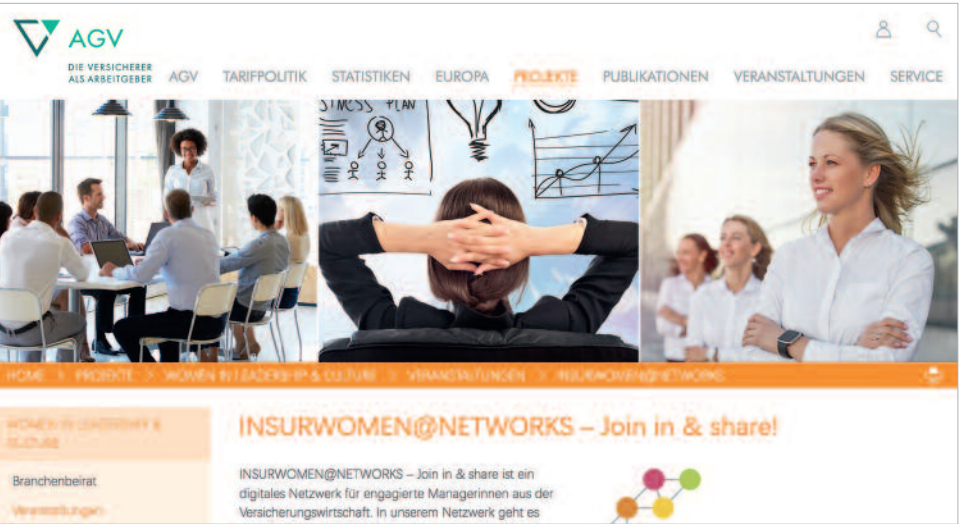 AGV
DIE VERSICHERER
ALS ARBEITGEBER
AGV TARIFPOLITIK STATISTIKEN EUROPA PROJEKTE PUBLIKATIONEN VERANSTALTUNGEN SERVICE
PLAN
HOME > PROJEKTE > WOMEN IN LEADERSHIP & CULTURE > VERANSTALTUNGEN > INSURWOMEN@NETWORKS
WOMEN IN LEADERSHIP &
CULTURE
Branchenbeirat
Veranstaltungen
INSURWOMEN@NETWORKS – Join in & share!
INSURWOMEN@NETWORKS – Join in & share ist ein
digitales Netzwerk für engagierte Managerinnen aus der
Versicherungswirtschaft. In unserem Netzwerk geht es